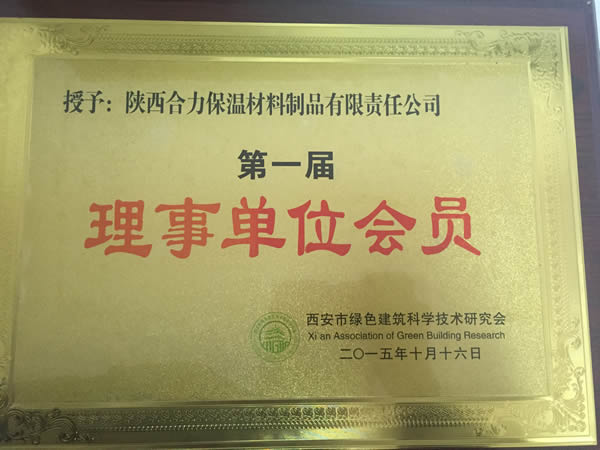 授予：陕西合力保温材料制品有限责任公司
第一届
理事单位会员
西安市绿色建筑科学技术研究会
Xi an Association of Green Building Research
二〇一五年十月十六日